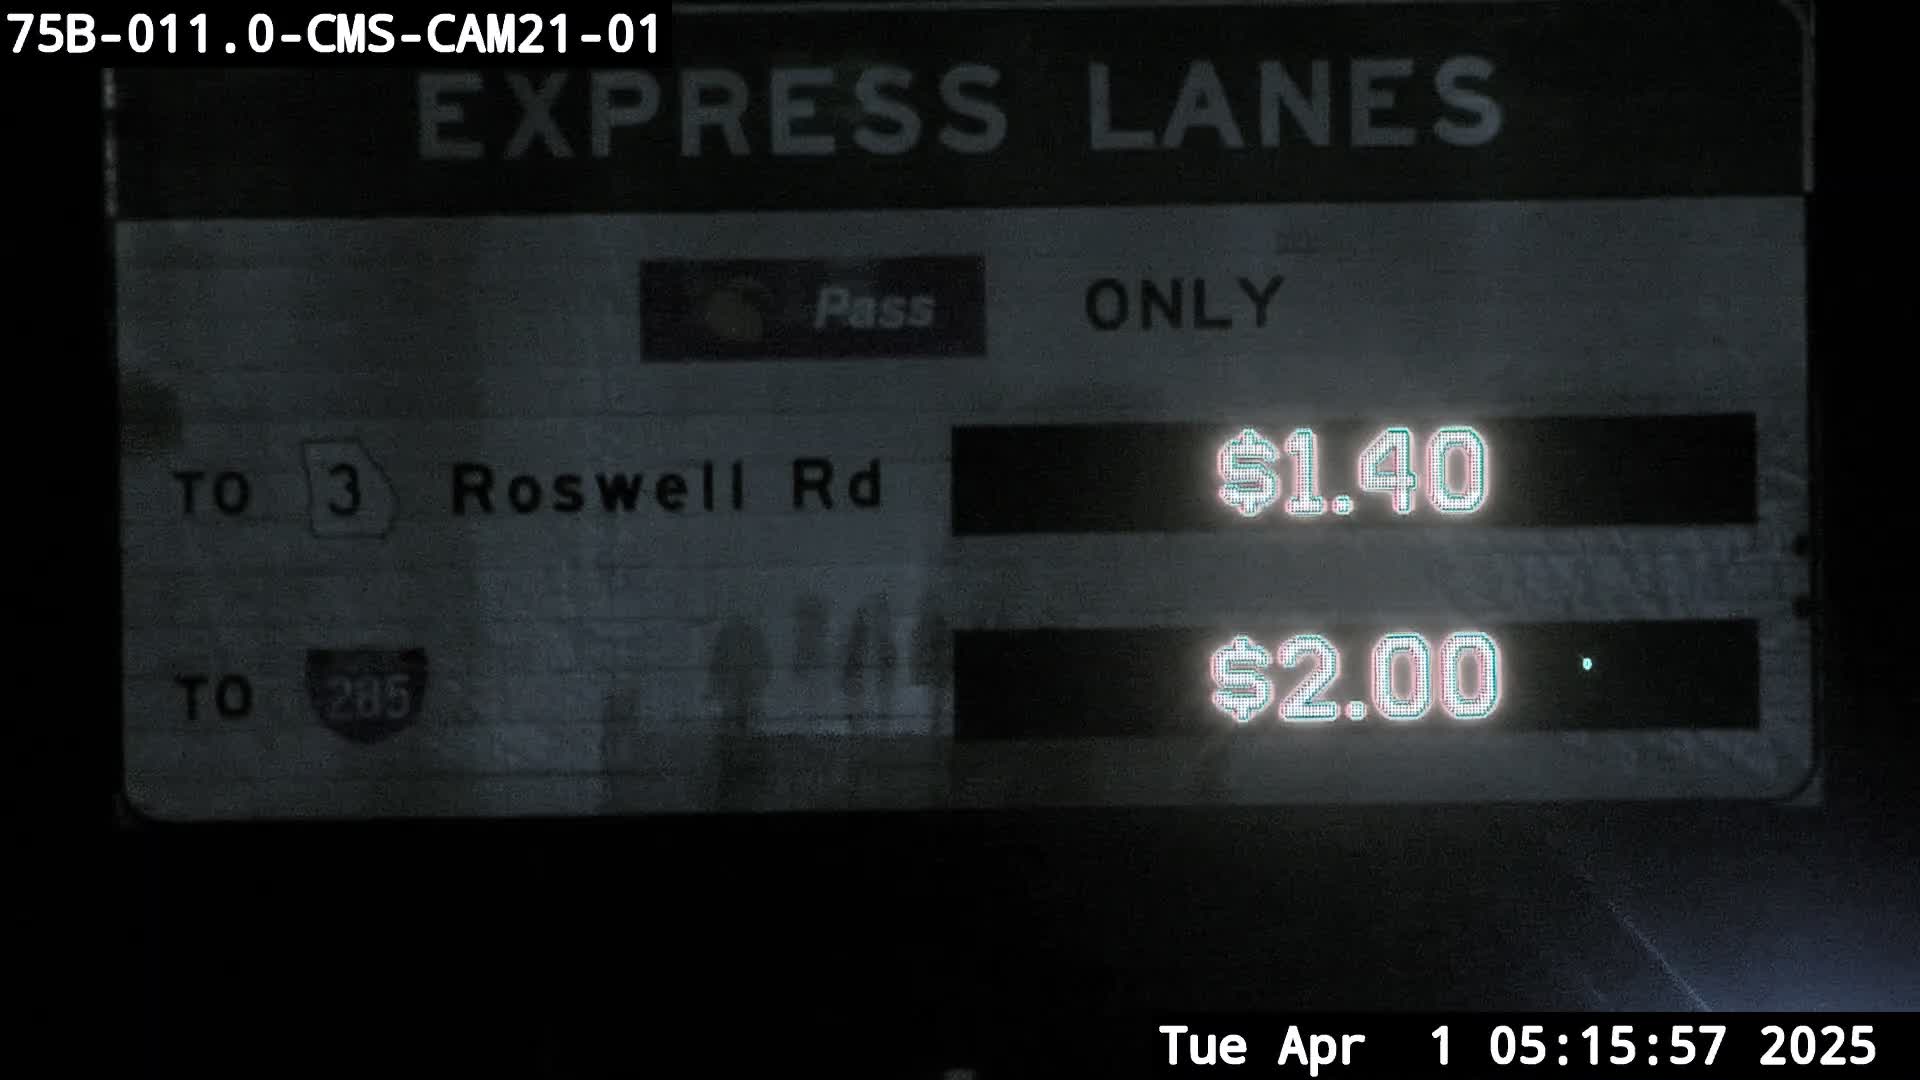 75B-011.0-CMS-CAM21-01
EXPRESS LANES
Pass ONLY
TO 3 Roswell Rd $1.40
TO 285 $2.00
Tue Apr 1 05:15:57 2025